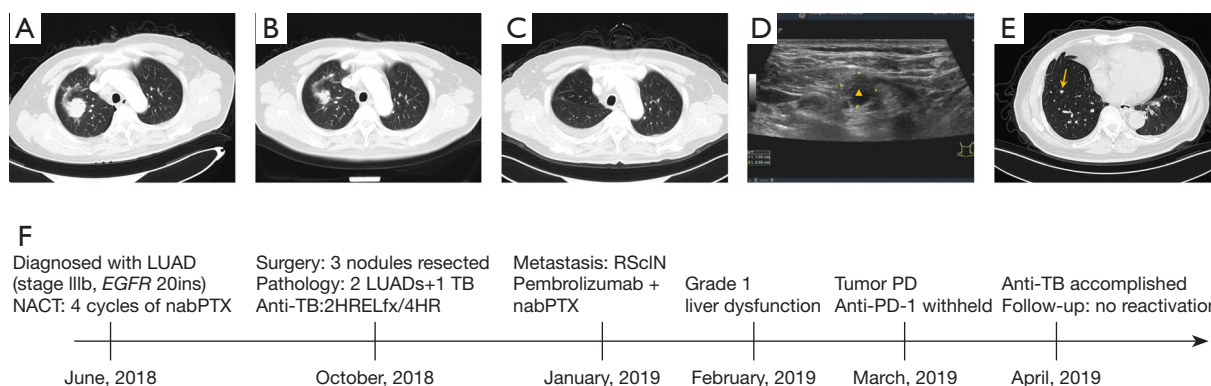 A
B
C
D
E
F
Diagnosed with LUAD
(stage IIIb, EGFR 20ins)
NACT: 4 cycles of nabPTX
Surgery: 3 nodules resected
Pathology: 2 LUADs+1 TB
Anti-TB:2HRELfx/4HR
Metastasis: RSclN
Pembrolizumab +
nabPTX
Grade 1
liver dysfunction
Tumor PD
Anti-PD-1 withheld
Anti-TB accomplished
Follow-up: no reactivation
June, 2018
October, 2018
January, 2019
February, 2019
March, 2019
April, 2019